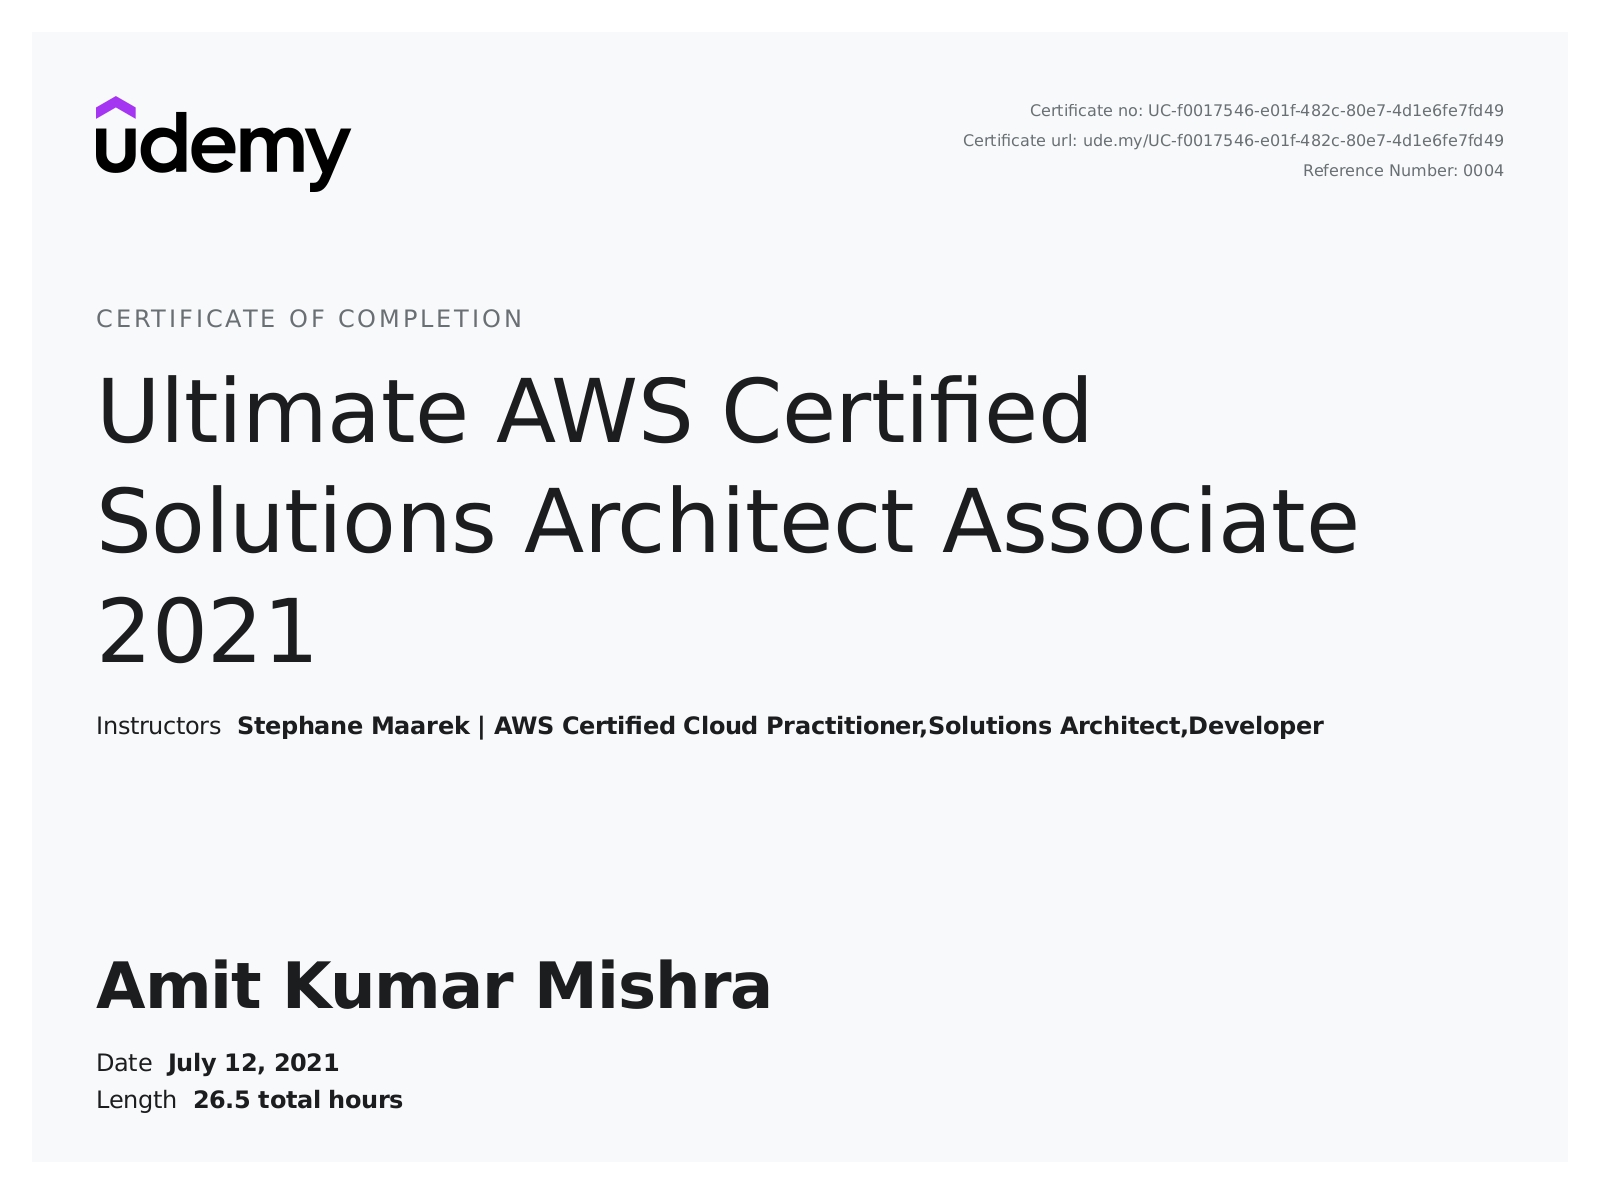 udemy
Certificate no: UC-f0017546-e01f-482c-80e7-4d1e6fe7fd49
Certificate url: ude.my/UC-f0017546-e01f-482c-80e7-4d1e6fe7fd49
Reference Number: 0004
CERTIFICATE OF COMPLETION
Ultimate AWS Certified
Solutions Architect Associate
2021
Instructors Stephane Maarek | AWS Certified Cloud Practitioner,Solutions Architect,Developer
Amit Kumar Mishra
Date July 12, 2021
Length 26.5 total hours